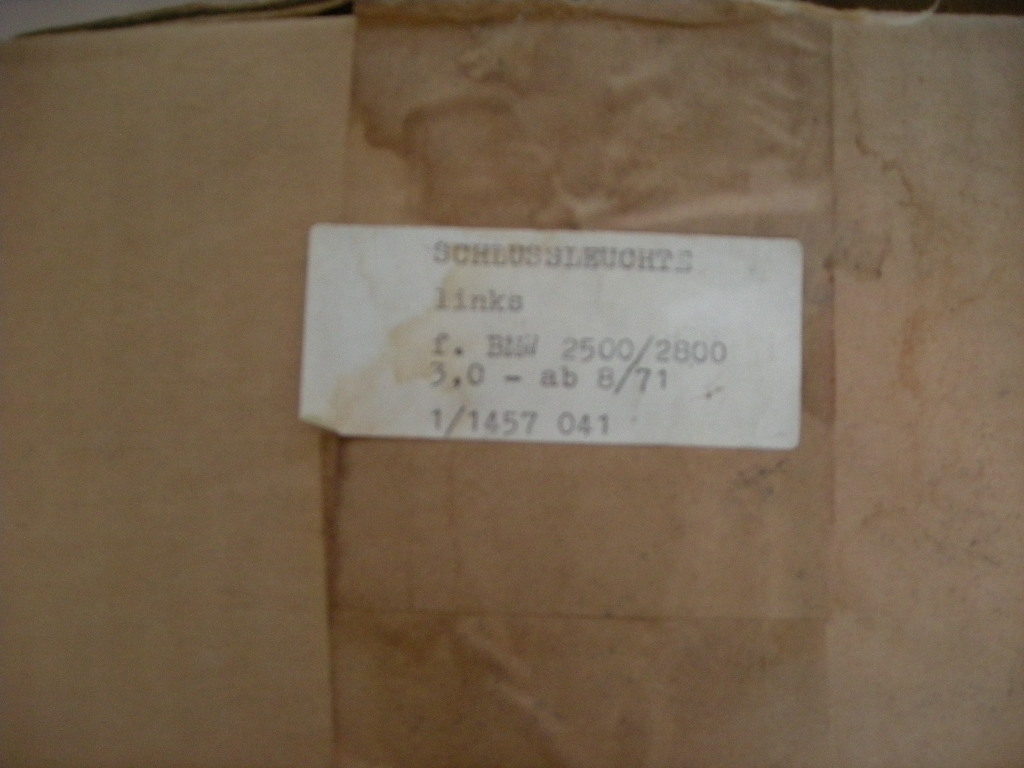 SCHLUSSLEUCHTE
links
f. BMW 2500/2800
3,0 - ab 8/71
1/1457 041